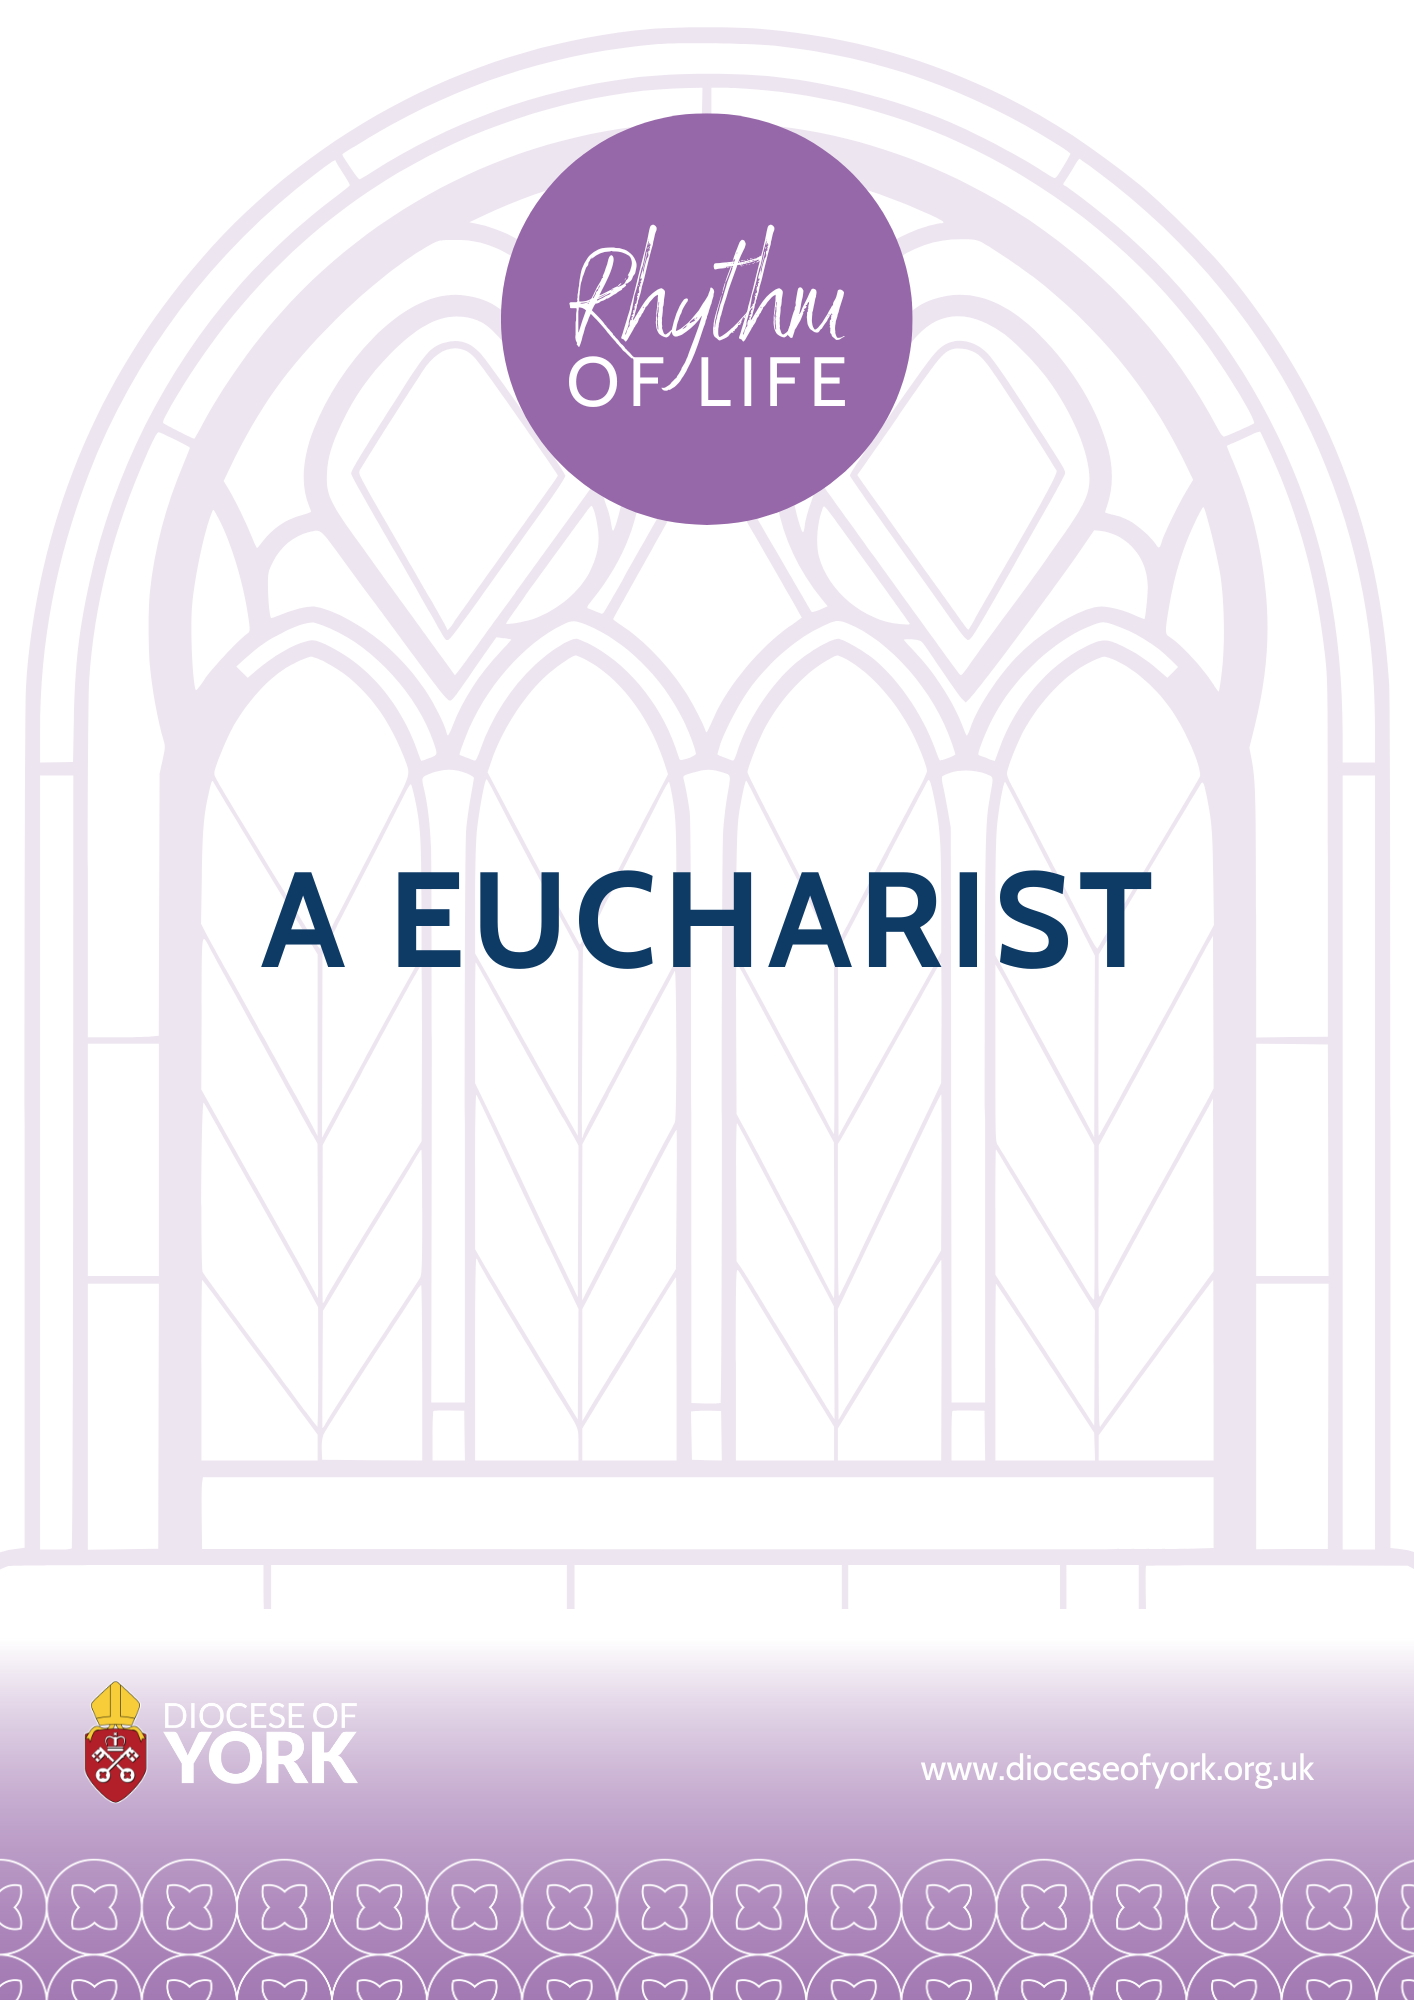 Rhythm
OF LIFE
A EUCHARIST
DIOCESE OF
YORK
www.dioceseofyork.org.uk